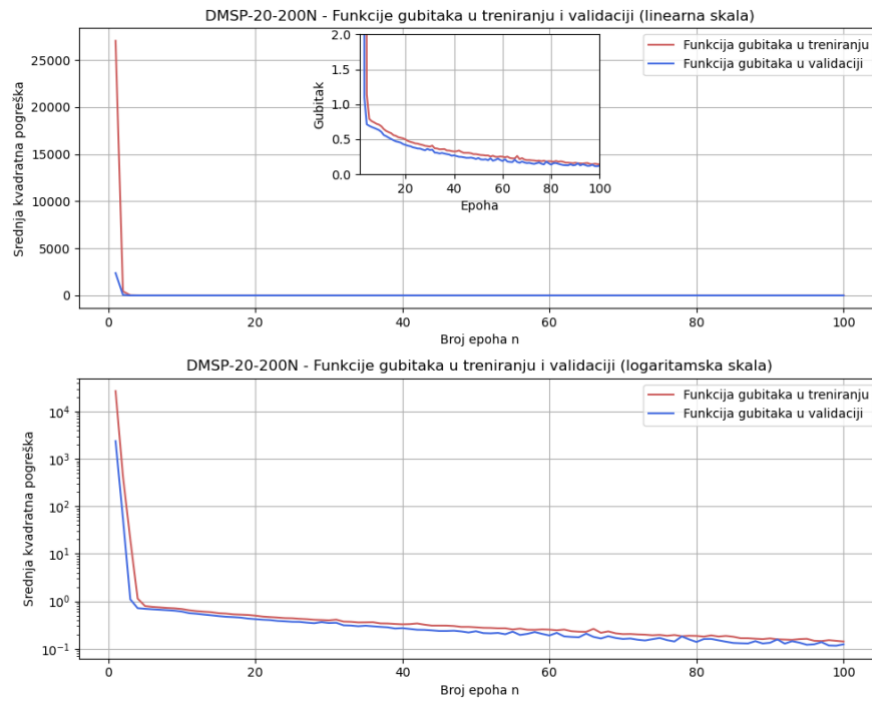 DMSP-20-200N - Funkcije gubitaka u treniranju i validaciji (linearna skala)
Srednja kvadratna pogreška
25000
20000
15000
10000
5000
0
0
20
40
60
80
100
Broj epoha n
Gubitak
2.0
1.5
1.0
0.5
0.0
20
40
60
80
100
Epoha
Funkcija gubitaka u treniranju
Funkcija gubitaka u validaciji
DMSP-20-200N - Funkcije gubitaka u treniranju i validaciji (logaritamska skala)
Srednja kvadratna pogreška
10⁴
10³
10²
10¹
10⁰
10⁻¹
0
20
40
60
80
100
Broj epoha n
Funkcija gubitaka u treniranju
Funkcija gubitaka u validaciji